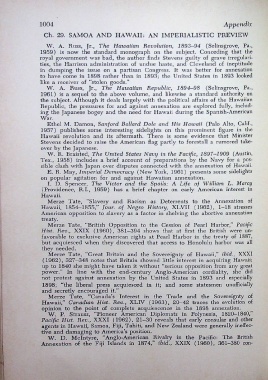 1004 Appendix
Ch. 29. SAMOA AND HAWAII: AN IMPERIALISTIC PREVIEW
W. A. Russ, Jr., The Hawaiian Revolution, 1893-94 (Selinsgrove, Pa.,
1959) is now the standard monograph on the subject. Conceding that the
royal government was bad, the author finds Stevens guilty of grave irregulari-
ties, the Harrison administration of undue haste, and Cleveland of ineptitude
in dumping the issue on a partisan Congress. It was better for annexation
to have come in 1898 rather than in 1893; the United States in 1893 looked
like a receiver of "stolen goods."
W. A. Russ, Jr., The Hawaiian Republic, 1894-98 (Selinsgrove, Pa.,
1961) is a sequel to the above volume, and likewise a standard authority on
the subject. Although it deals largely with the political affairs of the Hawaiian
Republic, the pressures for and against annexation are explored fully, includ-
ing the Japanese bogey and the need for Hawaii during the Spanish-American
War.
Ethel M. Damon, Sanford Ballard Dole and His Hawaii (Palo Alto, Calif.,
1957) publishes some interesting sidelights on this prominent figure in the
Hawaii revolution and its aftermath. There is some evidence that Minister
Stevens decided to raise the American flag partly to forestall a rumored take-
over by the Japanese.
W. R. Braisted, The United States Navy in the Pacific, 1897-1909 (Austin,
Tex., 1958) includes a brief account of preparations by the Navy for a pos-
sible clash with Japan over disputes connected with the annexation of Hawaii.
E. R. May, Imperial Democracy (New York, 1961) presents some sidelights
on popular agitation for and against Hawaiian annexation.
I. D. Spencer, The Victor and the Spoils: A Life of William L. Marcy
(Providence, R.I., 1959) has a brief chapter on early American interest in
Hawaii.
Merze Tate, "Slavery and Racism as Deterrents to the Annexation of
Hawaii, 1854-1855," Jour. of Negro History, XLVII (1962), 1-18 stresses
American opposition to slavery as a factor in shelving the abortive annexation
treaty.
Merze Tate, "British Opposition to the Cession of Pearl Harbor," Pacific
Hist. Rev., XXIX (1960), 381-394 shows that at first the British were un-
favorable to exclusive American rights at Pearl Harbor in the treaty of 1887,
but acquiesced when they discovered that access to Honolulu harbor was all
they needed.
Merze Tate, "Great Britain and the Sovereignty of Hawaii," ibid., XXXI
(1962), 327-348 notes that Britain showed little interest in acquiring Hawaii
up to 1840 she might have taken it without "serious opposition from any great
power." In line with the end-century Anglo-American cordiality, she did
not protest against annexation by the United States in 1893 and especially
1898; "the liberal press supported in it; and some statesmen unofficially
and secretly encouraged it."
Merze Tate, "Canada's Interest in the Trade and the Sovereignty of
Hawaii," Canadian Hist. Rev., XLIV (1963), 20-42 traces the evolution of
opinion to the point of complete acquiescence in the 1898 annexation.
W. P. Strauss, "Pioneer American Diplomats in Polynesia, 1820-1840,"
Pacific Hist. Rev., XXXI (1962), 21-30 reveals that early consular and other
agents in Hawaii, Samoa, Fiji, Tahiti, and New Zealand were generally ineffec-
tive and damaging to America's position.
W. D. McIntyre, "Anglo-American Rivalry in the Pacific: The British
Annexation of the Fiji Islands in 1874," ibid., XXIX (1960), 361-380 con-